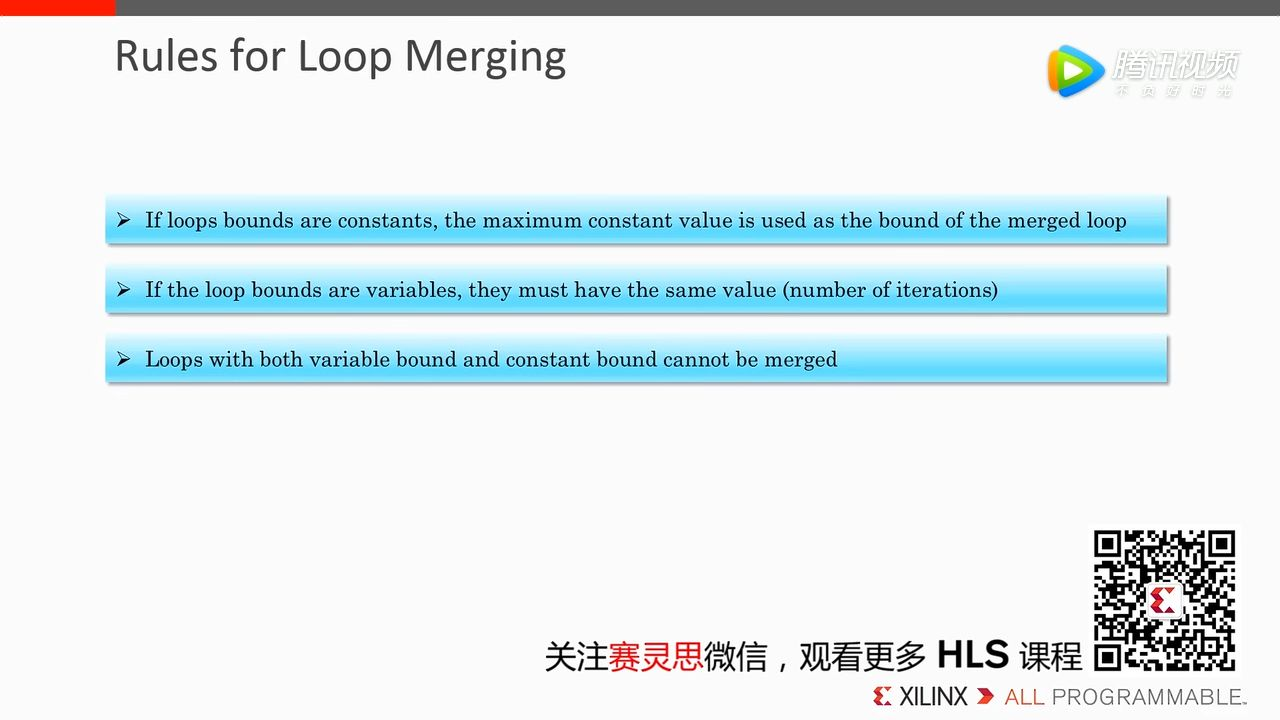 Rules for Loop Merging
腾讯视频
不负好时光
If loops bounds are constants, the maximum constant value is used as the bound of the merged loop
If the loop bounds are variables, they must have the same value (number of iterations)
Loops with both variable bound and constant bound cannot be merged
关注赛灵思微信，观看更多 HLS 课程
XILINX ALL PROGRAMMABLE™